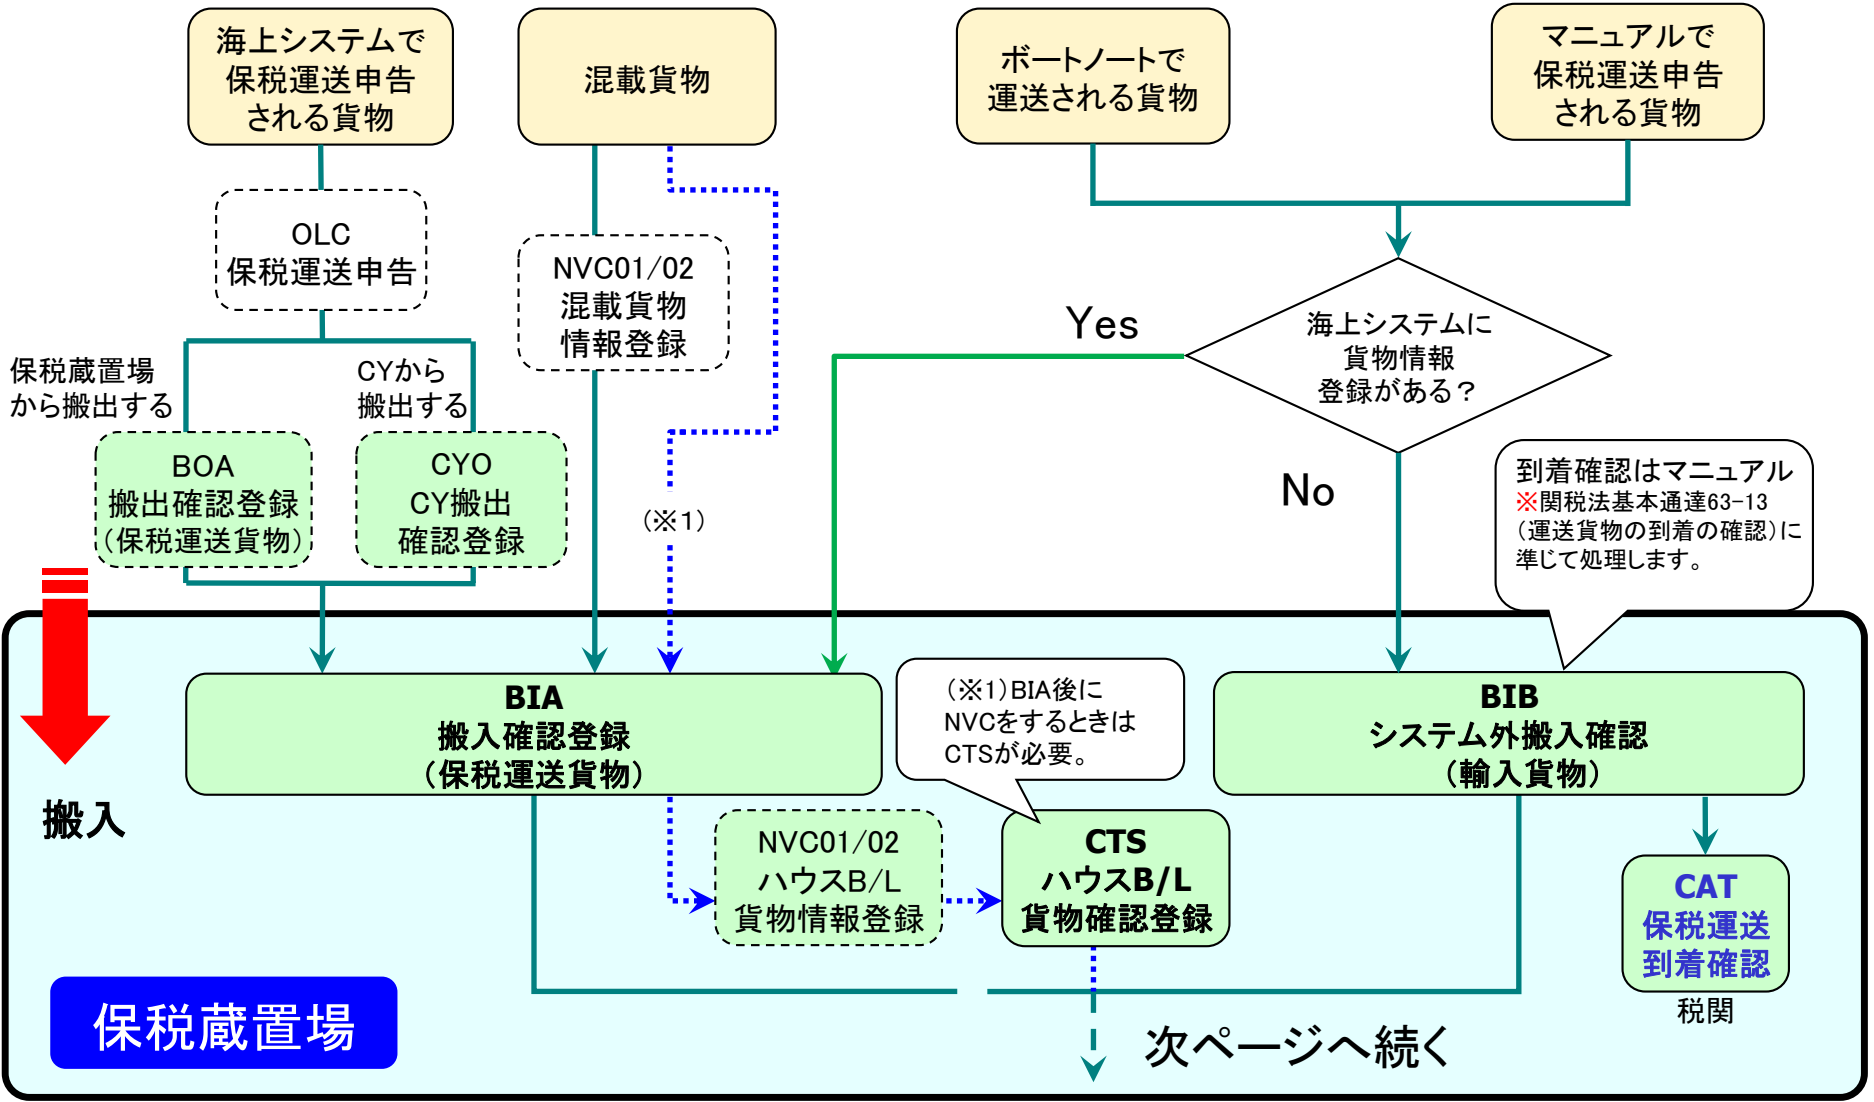 海上システムで
保税運送申告
される貨物
混載貨物
ボートノートで
運送される貨物
マニュアルで
保税運送申告
される貨物
OLC
保税運送申告
NVC01/02
混載貨物
情報登録
Yes
海上システムに
貨物情報
登録がある？
保税蔵置場
から搬出する
CYから
搬出する
BOA
搬出確認登録
（保税運送貨物）
CYO
CY搬出
確認登録
（※1）
No
到着確認はマニュアル
※関税法基本通達63-13
（運送貨物の到着の確認）に
準じて処理します。
BIA
搬入確認登録
（保税運送貨物）
（※1）BIA後に
NVCをするときは
CTSが必要。
BIB
システム外搬入確認
（輸入貨物）
搬入
NVC01/02
ハウスB/L
貨物情報登録
CTS
ハウスB/L
貨物確認登録
CAT
保税運送
到着確認
税関
保税蔵置場
次ページへ続く